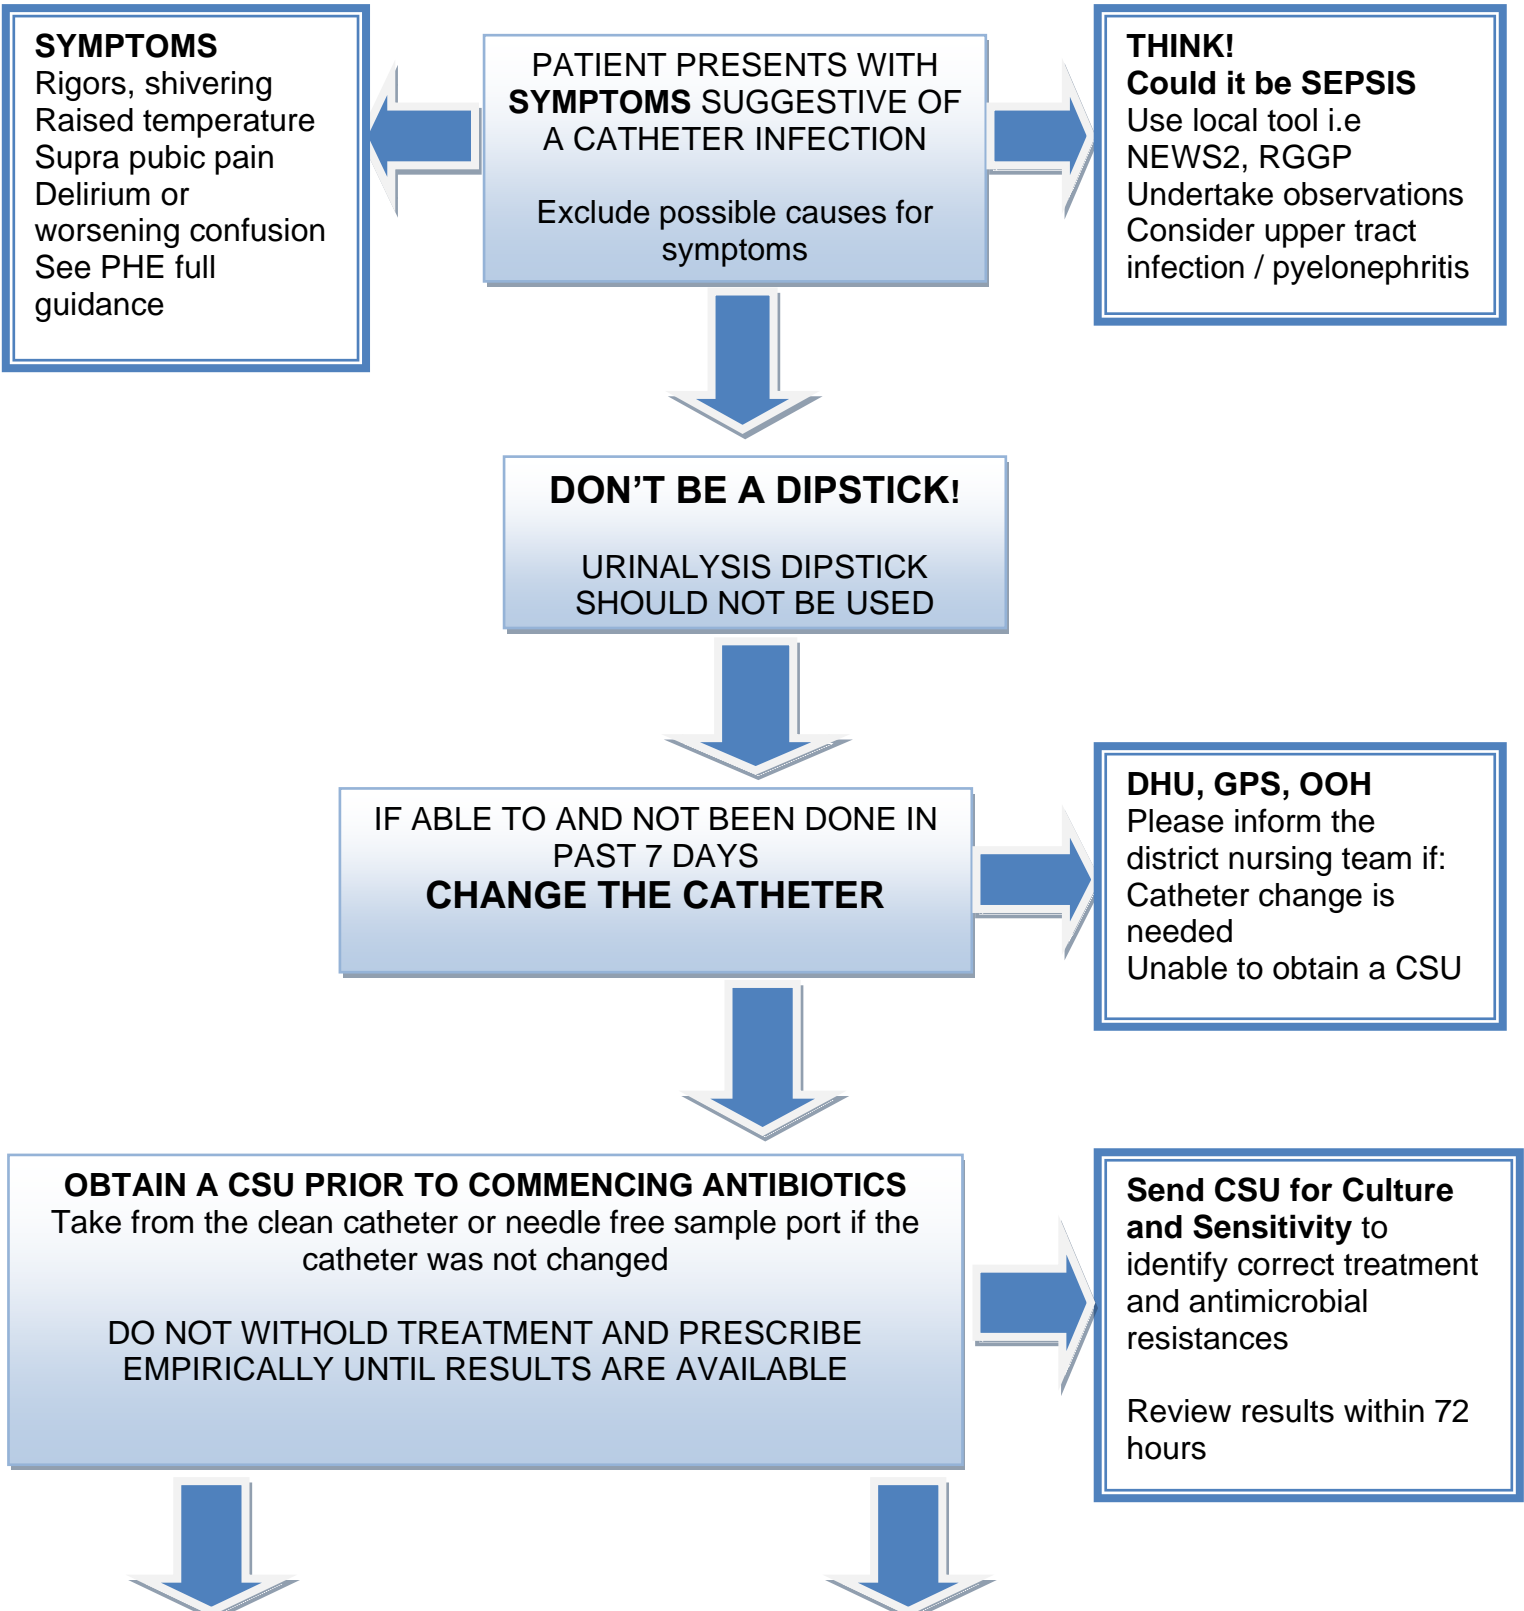 SYMPTOMS
Rigors, shivering
Raised temperature
Supra pubic pain
Delirium or
worsening confusion
See PHE full
guidance
PATIENT PRESENTS WITH
SYMPTOMS SUGGESTIVE OF
A CATHETER INFECTION
Exclude possible causes for
symptoms
THINK!
Could it be SEPSIS
Use local tool i.e
NEWS2, RGGP
Undertake observations
Consider upper tract
infection / pyelonephritis
DON’T BE A DIPSTICK!
URINALYSIS DIPSTICK
SHOULD NOT BE USED
IF ABLE TO AND NOT BEEN DONE IN
PAST 7 DAYS
CHANGE THE CATHETER
DHU, GPS, OOH
Please inform the
district nursing team if:
Catheter change is
needed
Unable to obtain a CSU
OBTAIN A CSU PRIOR TO COMMENCING ANTIBIOTICS
Take from the clean catheter or needle free sample port if the
catheter was not changed
DO NOT WITHOLD TREATMENT AND PRESCRIBE
EMPIRICALLY UNTIL RESULTS ARE AVAILABLE
Send CSU for Culture
and Sensitivity to
identify correct treatment
and antimicrobial
resistances
Review results within 72
hours